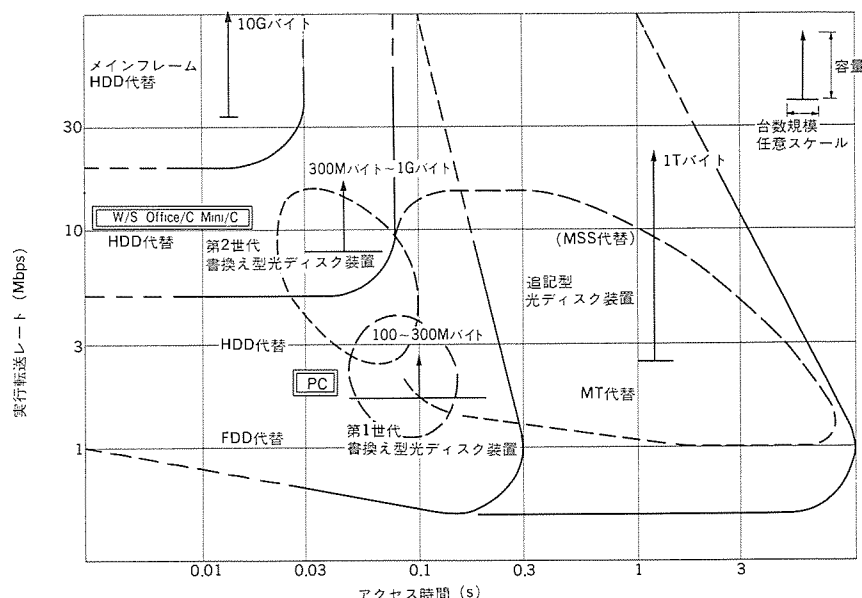 10Gバイト
メインフレーム
HDD代替
容量
台数規模
任意スケール
30
300Mバイト~1Gバイト
1Tバイト
W/S Office/C Mini/C
10
HDD代替
第2世代
書換え型光ディスク装置
(MSS代替)
追記型
光ディスク装置
100~300Mバイト
3
HDD代替
PC
MT代替
FDD代替
第1世代
書換え型光ディスク装置
1
実行転送レート (Mbps)
0.01
0.03
0.1
0.3
1
3
アクセス時間 (s)